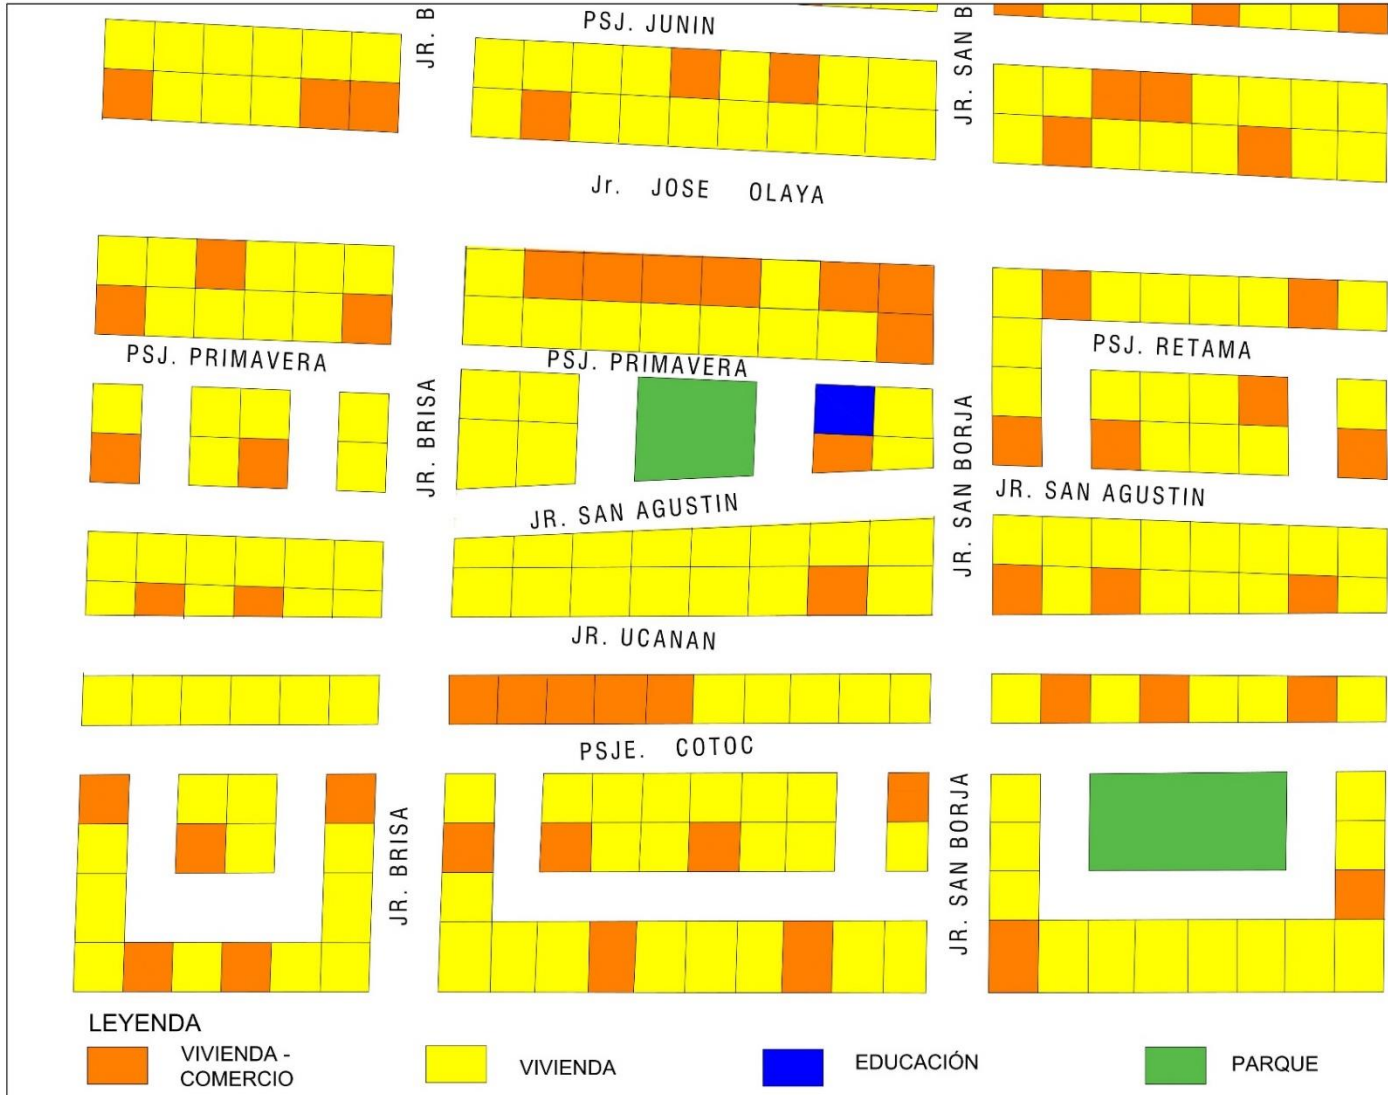 PSJ. JUNIN
JR. B
JR. SAN B
Jr. JOSE OLAYA
PSJ. PRIMAVERA
PSJ. PRIMAVERA
PSJ. RETAMA
JR. BRISA
JR. SAN BORJA
JR. SAN AGUSTIN
JR. SAN AGUSTIN
JR. UCANAN
PSJE. COTOC
JR. BRISA
JR. SAN BORJA
LEYENDA
VIVIENDA -
COMERCIO
VIVIENDA
EDUCACIÓN
PARQUE